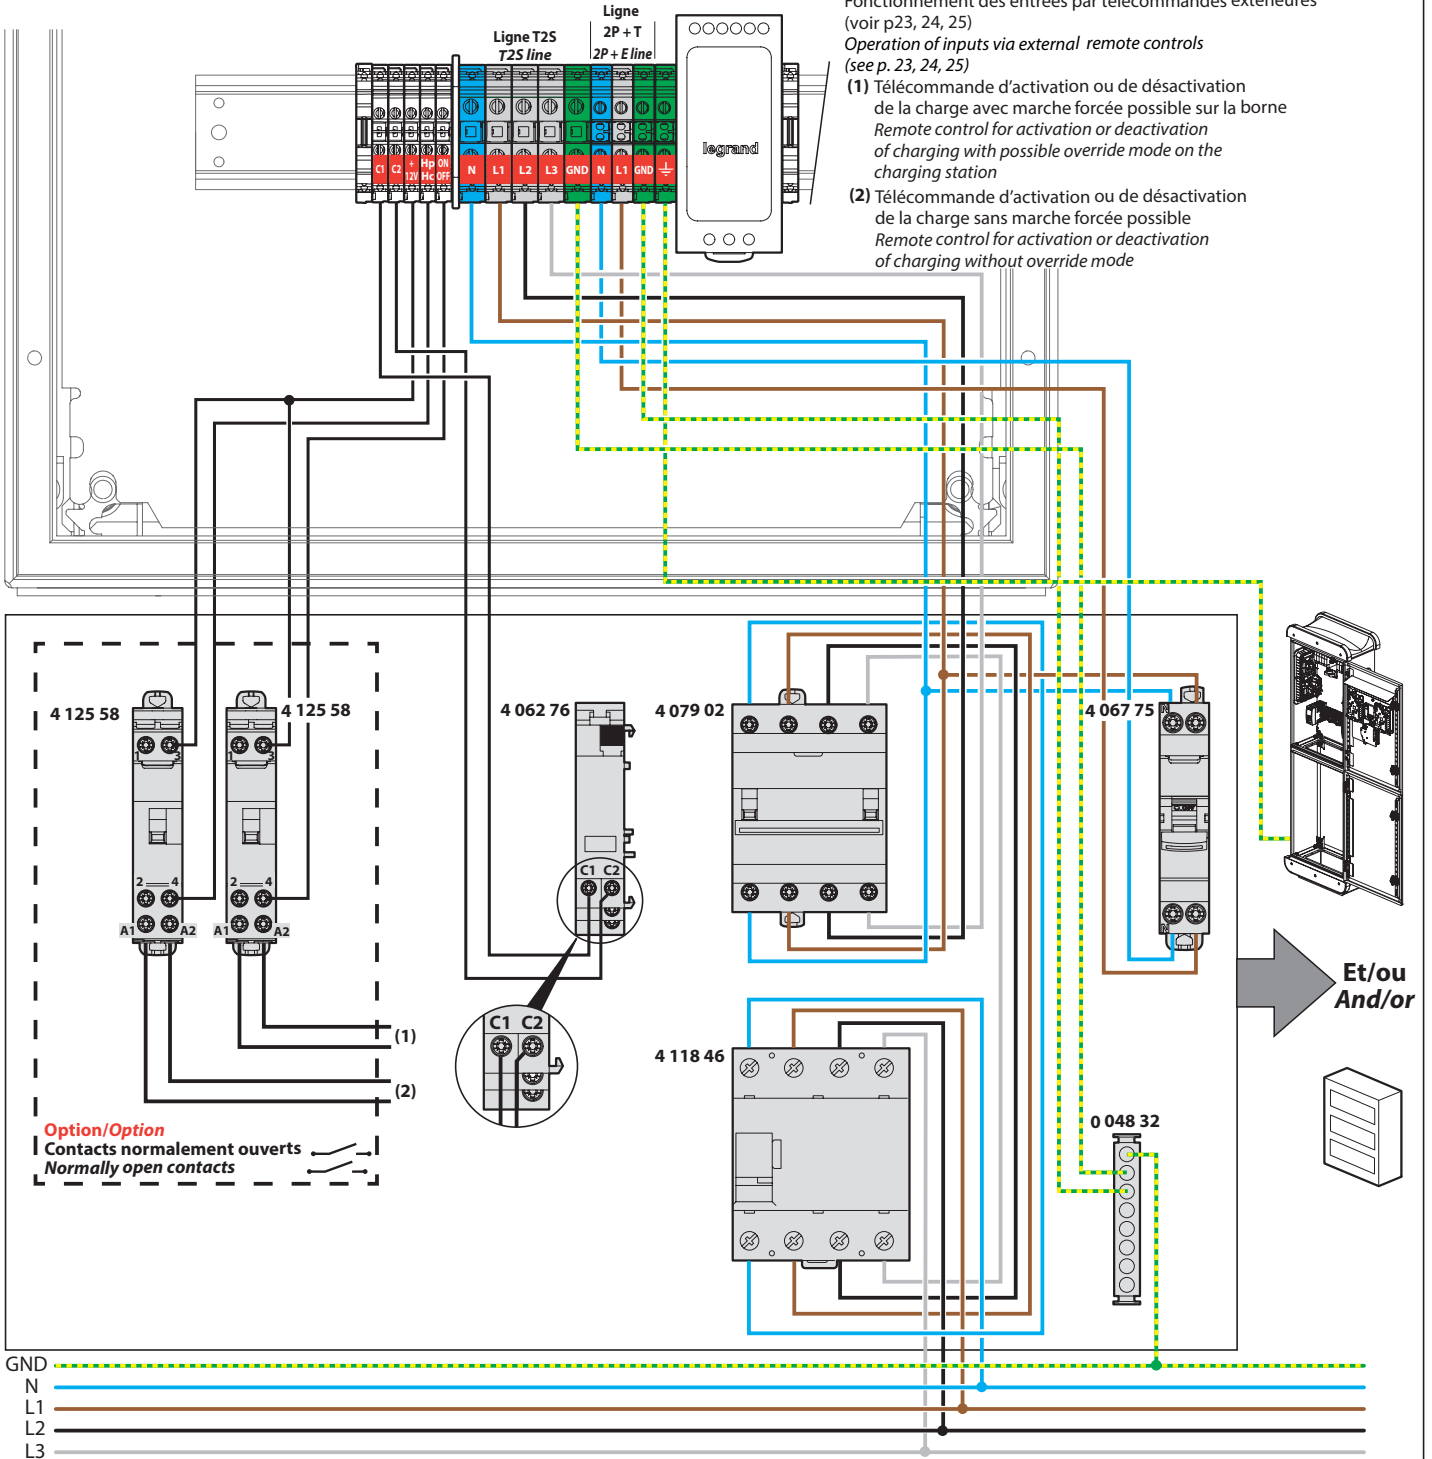 Fonctionnement des entrées par télécommandes extérieures
(voir p23, 24, 25)
Operation of inputs via external remote controls
(see p. 23, 24, 25)
(1) Télécommande d'activation ou de désactivation
de la charge avec marche forcée possible sur la borne
Remote control for activation or deactivation
of charging with possible override mode on the
charging station
(2) Télécommande d'activation ou de désactivation
de la charge sans marche forcée possible
Remote control for activation or deactivation
of charging without override mode
Ligne T2S
T2S line
Ligne
2P + T
2P + E line
legrand
C1 C2 + 12V Hp Hc ON OFF N L1 L2 L3 GND N L1 GND
4 125 58
4 125 58
4 062 76
4 079 02
4 067 75
1 3
1 3
2 4
2 4
A1 A2
A1 A2
C1 C2
N
N
C1 C2
(1)
(2)
4 118 46
0 048 32
Et/ou
And/or
Option/Option
Contacts normalement ouverts
Normally open contacts
GND
N
L1
L2
L3